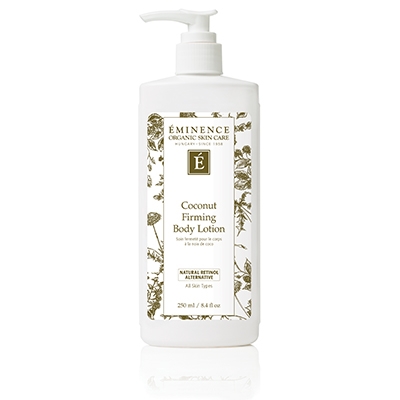 ÉMINENCE
ORGANIC SKIN CARE
HUNGARY • SINCE 1958
É
Coconut
Firming
Body Lotion
Soin fermeté pour le corps
à la noix de coco
NATURAL RETINOL
ALTERNATIVE
All Skin Types
250 ml / 8.4 fl oz